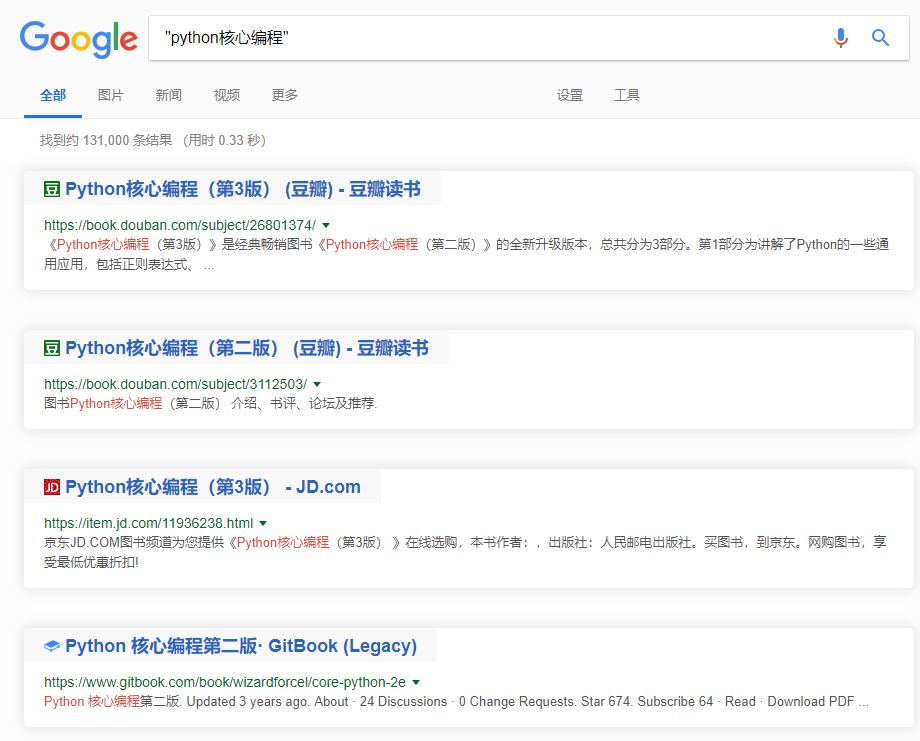 Google
"python核心编程"
全部 图片 新闻 视频 更多 设置 工具
找到约 131,000 条结果 （用时 0.33 秒）
豆 Python核心编程（第3版） (豆瓣) - 豆瓣读书
https://book.douban.com/subject/26801374/
《Python核心编程（第3版）》是经典畅销图书《Python核心编程（第二版）》的全新升级版本，总共分为3部分。第1部分为讲解了Python的一些通
用应用，包括正则表达式、 ...
豆 Python核心编程（第二版） (豆瓣) - 豆瓣读书
https://book.douban.com/subject/3112503/
图书Python核心编程（第二版） 介绍、书评、论坛及推荐.
JD Python核心编程（第3版） - JD.com
https://item.jd.com/11936238.html
京东JD.COM图书频道为您提供《Python核心编程（第3版） 》在线选购，本书作者：，出版社：人民邮电出版社。买图书，到京东。网购图书，享
受最低优惠折扣!
Python 核心编程第二版· GitBook (Legacy)
https://www.gitbook.com/book/wizardforcel/core-python-2e
Python 核心编程第二版. Updated 3 years ago. About · 24 Discussions · 0 Change Requests. Star 674. Subscribe 64 · Read · Download PDF ...